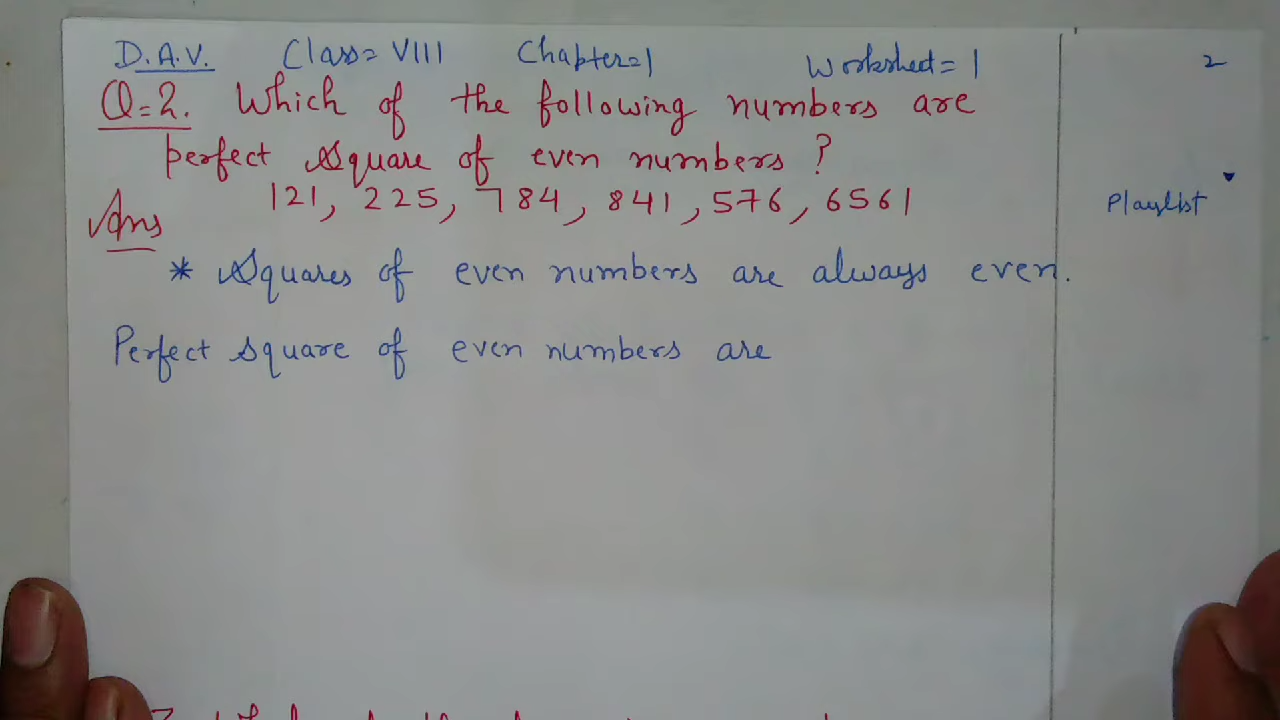 D.A.V. Class= VIII Chapter=1 Worksheet= 1 2
Q=2. Which of the following numbers are
perfect square of even numbers ?
121, 225, 784, 841, 576, 6561
Ans
Playlist
* Squares of even numbers are always even.
Perfect square of even numbers are